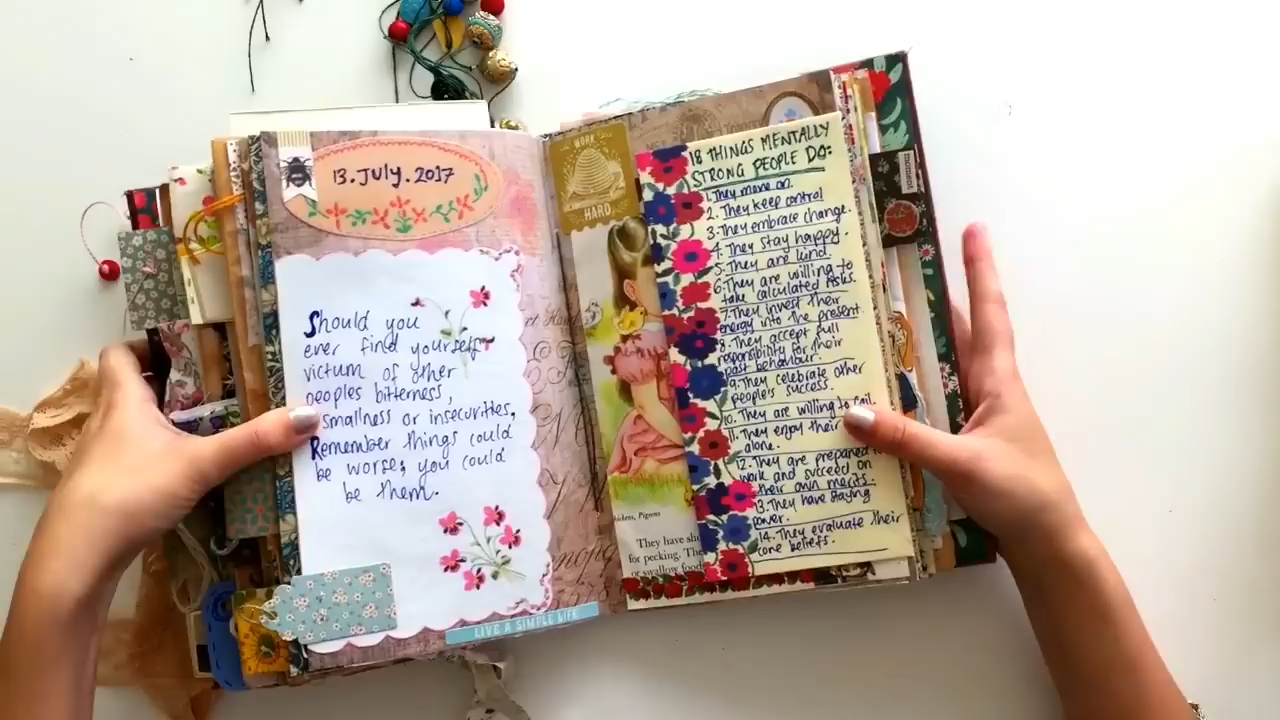 13.July.2017
Should you
ever find yourself
victum of other
peoples bitterness,
smallness or insecurities,
Remember things could
be worse; you could
be them.
LIVE A SIMPLE LIFE
WORK
HARD
18 THINGS MENTALLY
STRONG PEOPLE DO:
1. They move on.
2. They keep control
3. They embrace change.
4. They stay happy.
5. They are kind.
6. They are willing to
take calculated risks.
7. They invest their
energy into the present.
8. They accept full
responsibility for their
past behaviour.
9. They celebrate other
people's success.
10. They are willing to fail.
11. They enjoy their
alone.
12. They are prepared to
work and succeed on
their own merits.
13. They have staying
power.
14. They evaluate their
core beliefs.
Chickens, Pigeons
They have
for pecking. The
or swallow food